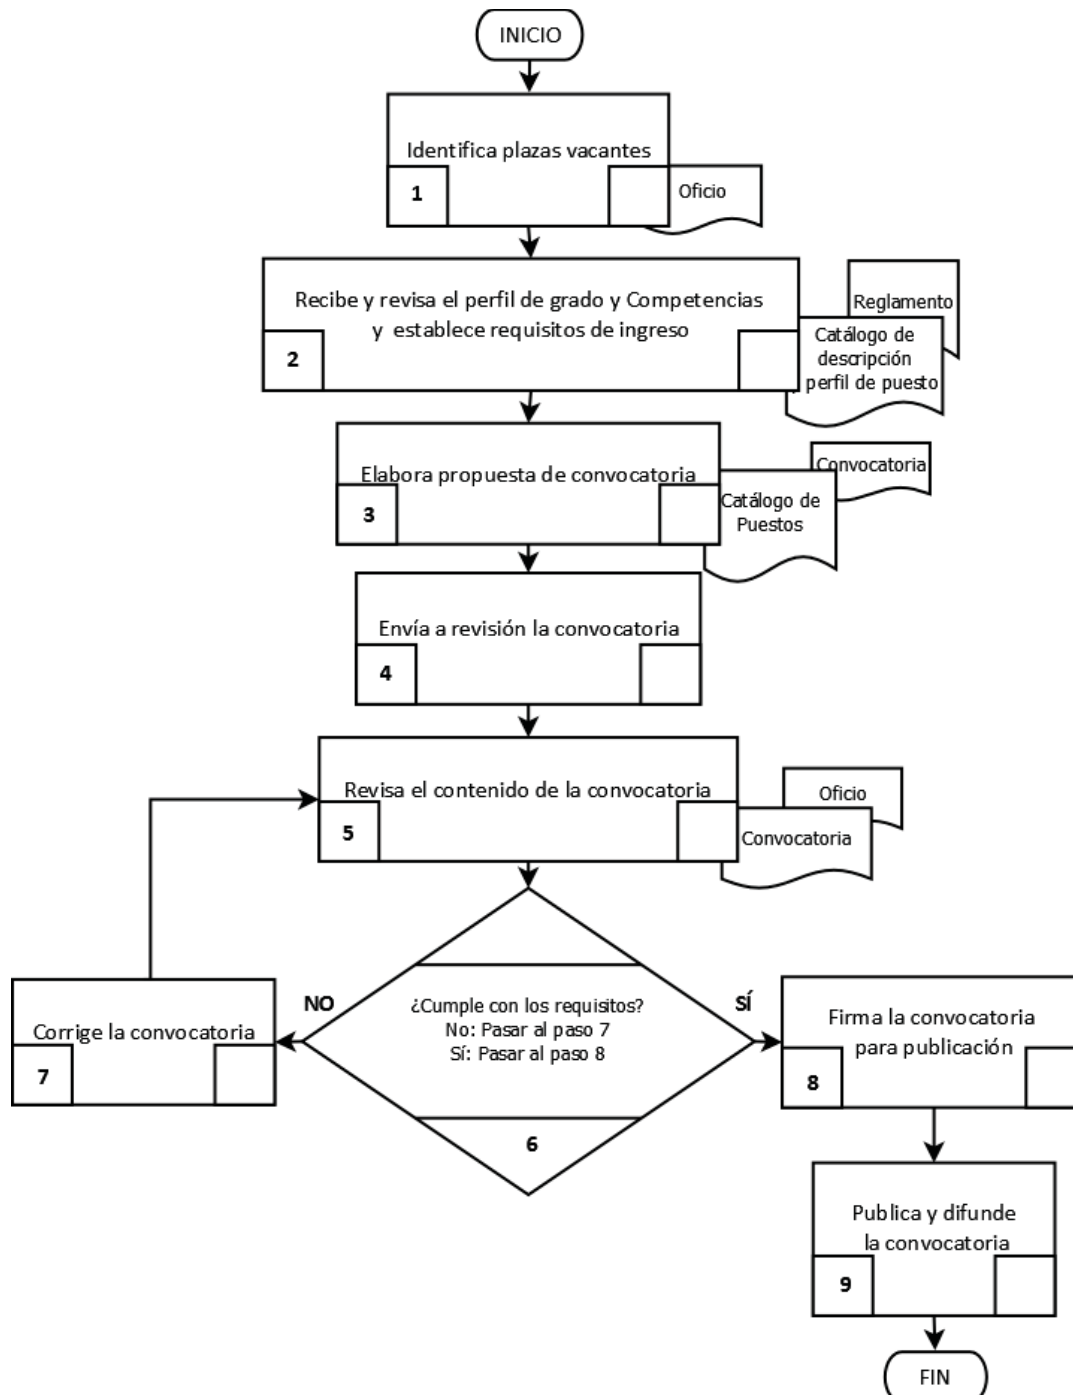 INICIO
Identifica plazas vacantes
1
Oficio
Recibe y revisa el perfil de grado y Competencias
y establece requisitos de ingreso
2
Reglamento
Catálogo de
descripción
perfil de puesto
Elabora propuesta de convocatoria
3
Convocatoria
Catálogo de
Puestos
Envía a revisión la convocatoria
4
Revisa el contenido de la convocatoria
5
Oficio
Convocatoria
¿Cumple con los requisitos?
No: Pasar al paso 7
Sí: Pasar al paso 8
6
NO
SÍ
Corrige la convocatoria
7
Firma la convocatoria
para publicación
8
Publica y difunde
la convocatoria
9
FIN